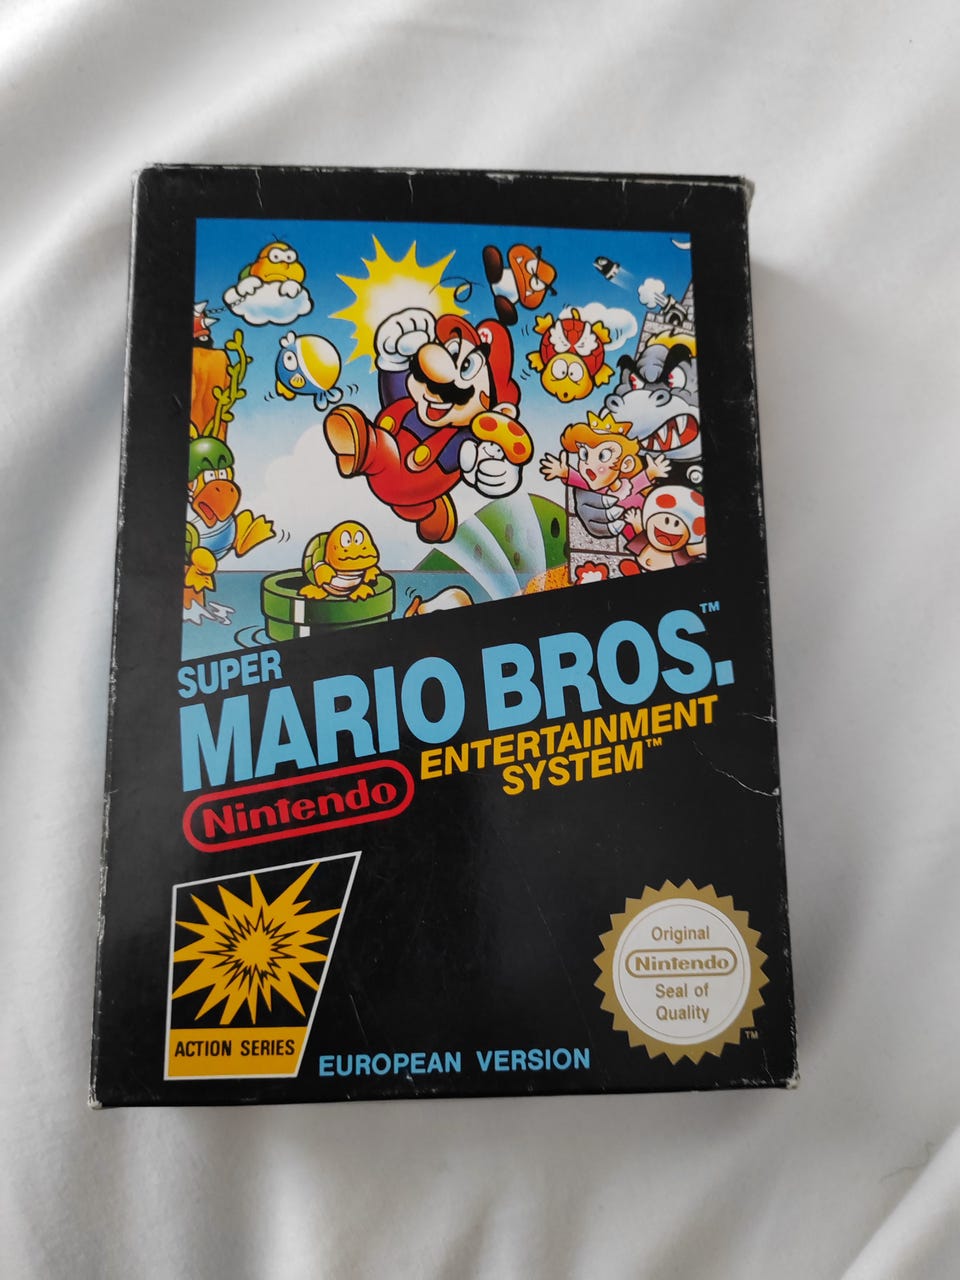 SUPER
MARIO BROS.™
ENTERTAINMENT
SYSTEM™
Nintendo
ACTION SERIES
EUROPEAN VERSION
Original
Nintendo
Seal of
Quality
TM